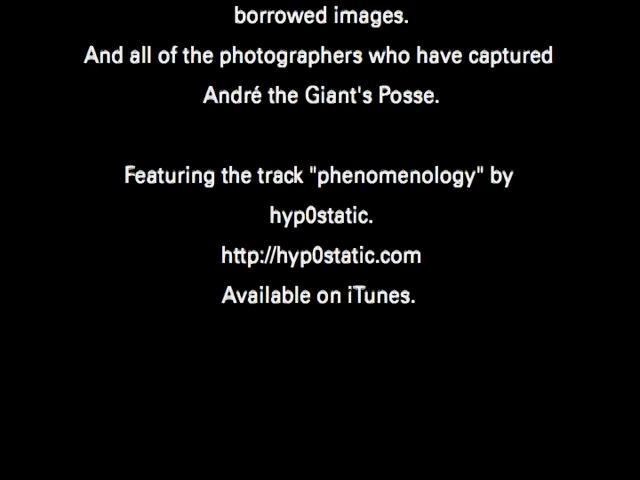 borrowed images.
And all of the photographers who have captured
André the Giant's Posse.
Featuring the track "phenomenology" by
hyp0static.
http://hyp0static.com
Available on iTunes.